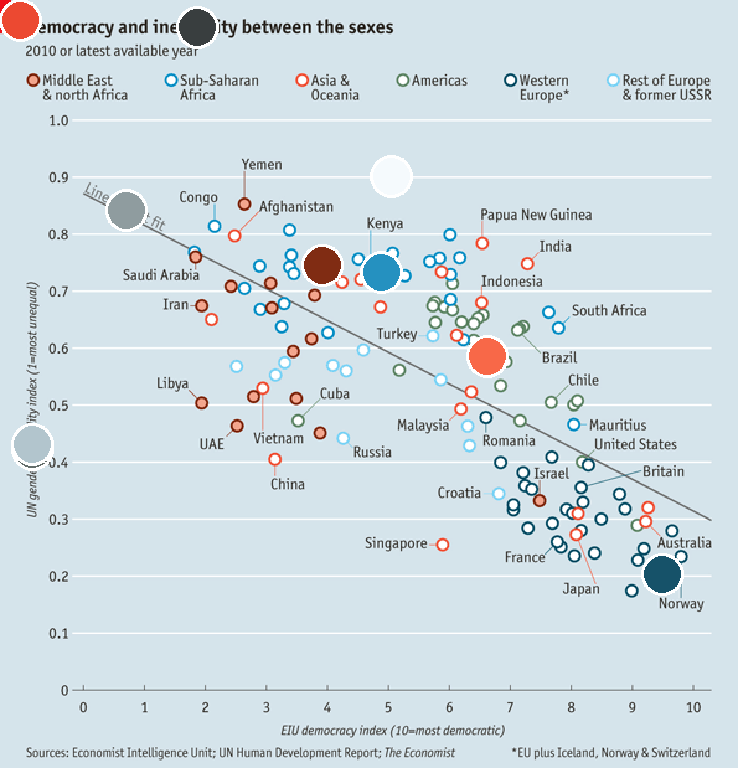 and between the sexes
2010 or latest available year
Middle East
& north Africa
Sub-Saharan
Africa
Asia &
Oceania
Americas
Western
Europe*
Rest of Europe
& former USSR
1.0
0.9
0.8
0.7
0.6
0.5
0.4
0.3
0.2
0.1
0
Yemen
Congo
Afghanistan
Kenya
Papua New Guinea
India
fit
Saudi Arabia
Indonesia
Iran
South Africa
Turkey
Brazil
Libya
Cuba
Chile
Malaysia
Mauritius
UAE
Vietnam
Romania
Russia
United States
China
Israel
Britain
Croatia
Singapore
France
Australia
Japan
Norway
UN index (1=most unequal)
0 1 2 3 4 5 6 7 8 9 10
EIU democracy index (10=most democratic)
Sources: Economist Intelligence Unit; UN Human Development Report; The Economist
*EU plus Iceland, Norway & Switzerland